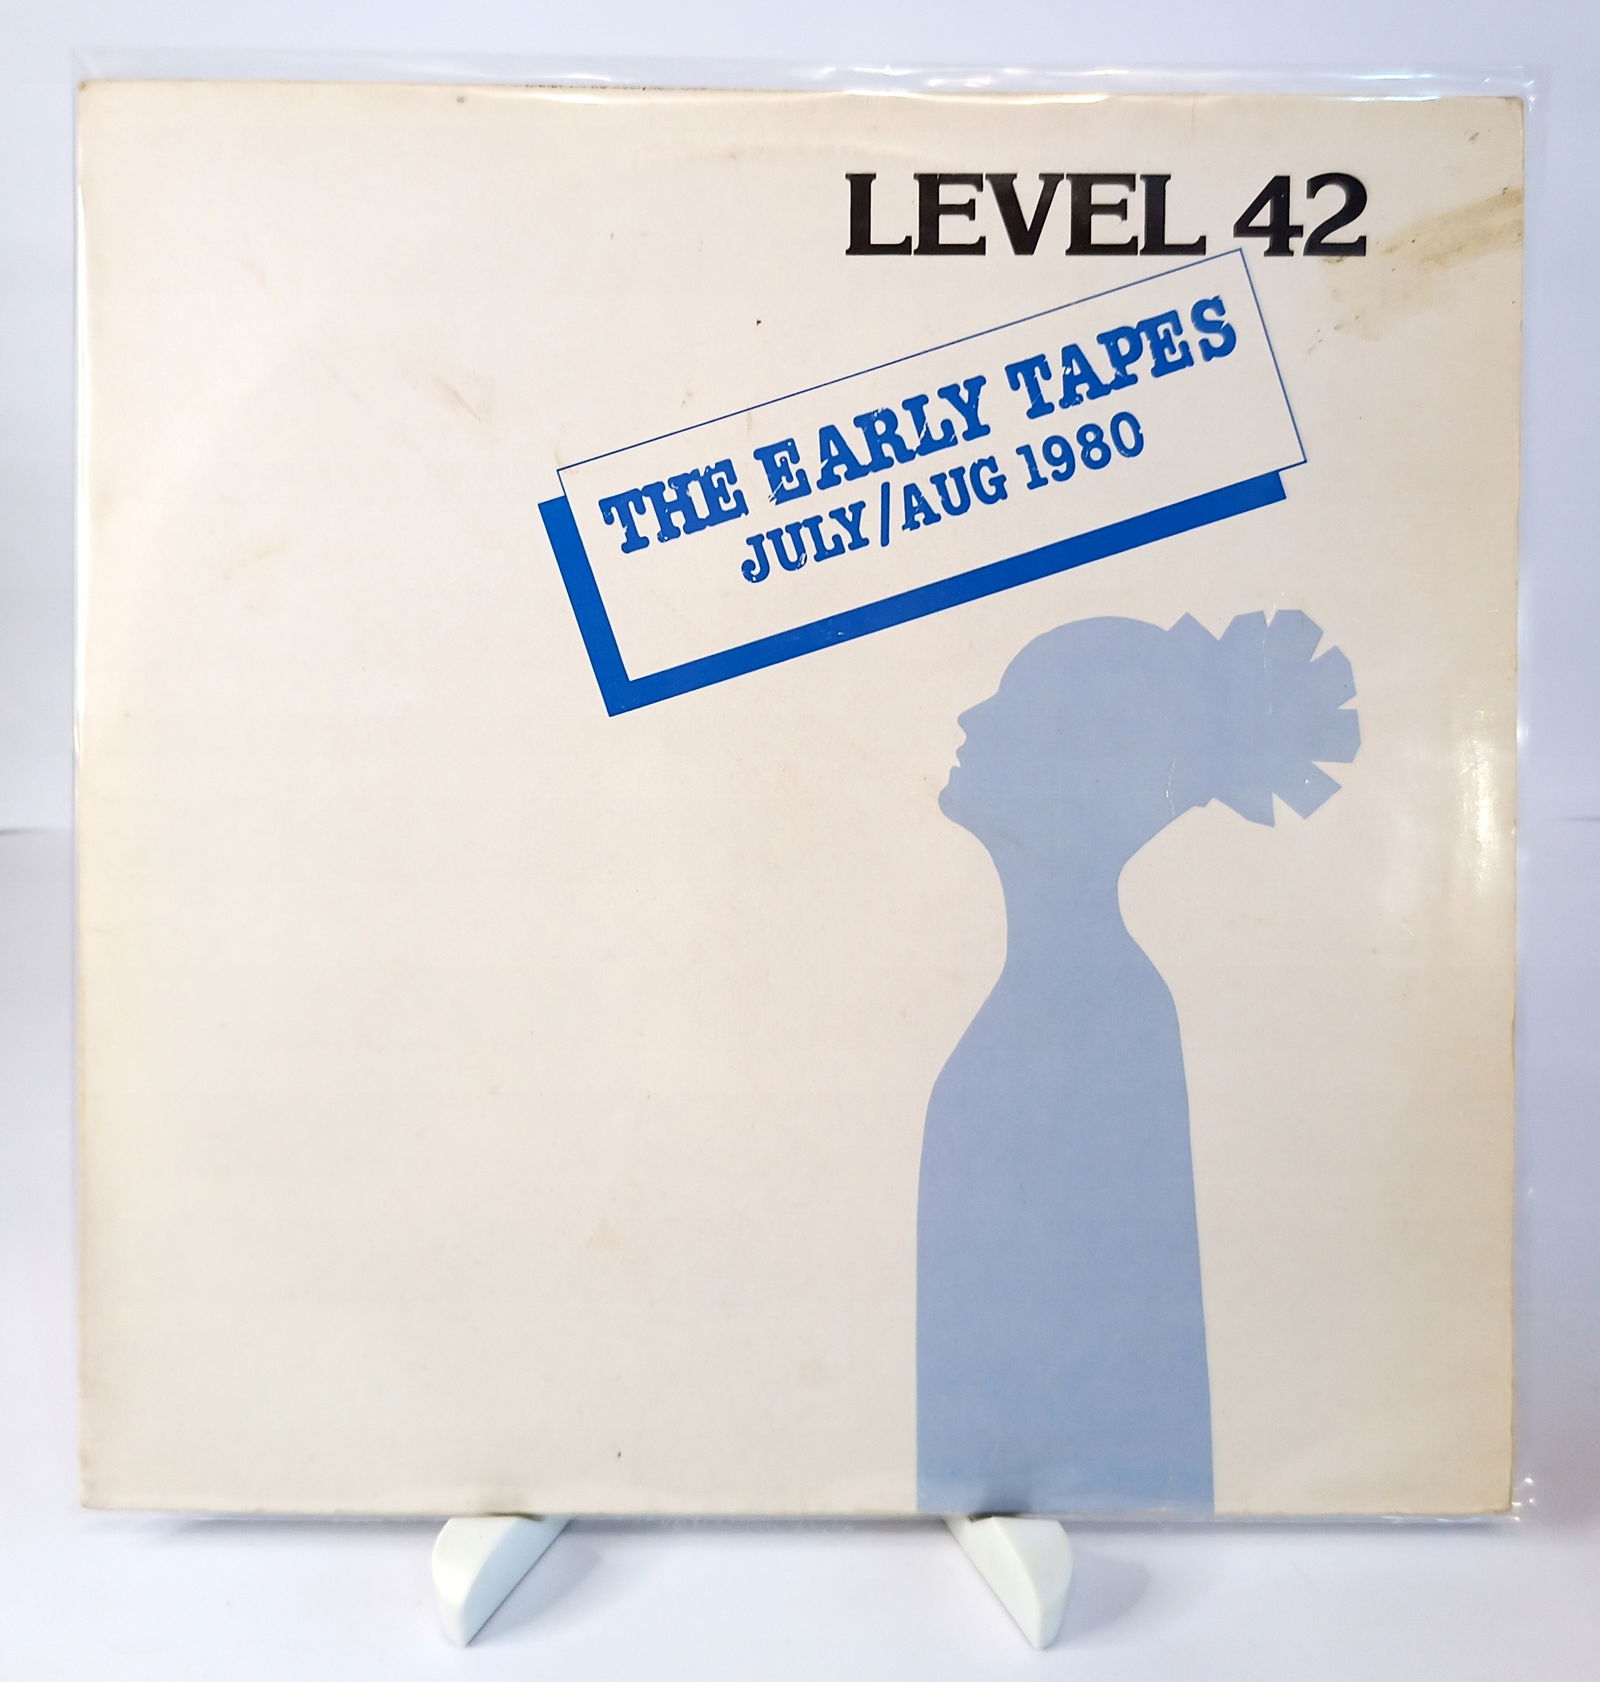 LEVEL 42
THE EARLY TAPES
JULY/AUG 1980